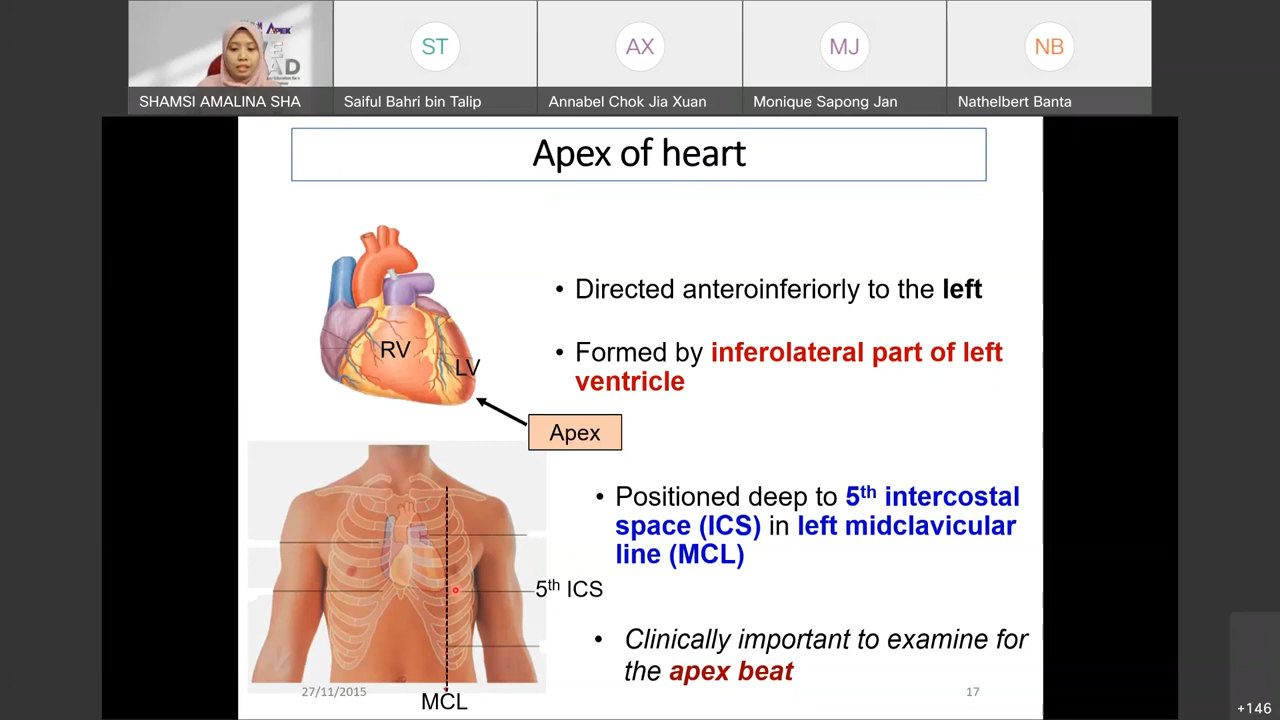 APEK
ST
AX
MJ
NB
SHAMSI AMALINA SHA
Saiful Bahri bin Talip
Annabel Chok Jia Xuan
Monique Sapong Jan
Nathelbert Banta
Apex of heart
• Directed anteroinferiorly to the left
RV
LV
• Formed by inferolateral part of left
ventricle
Apex
• Positioned deep to 5th intercostal
space (ICS) in left midclavicular
line (MCL)
5th ICS
• Clinically important to examine for
the apex beat
27/11/2015
MCL
17
+146